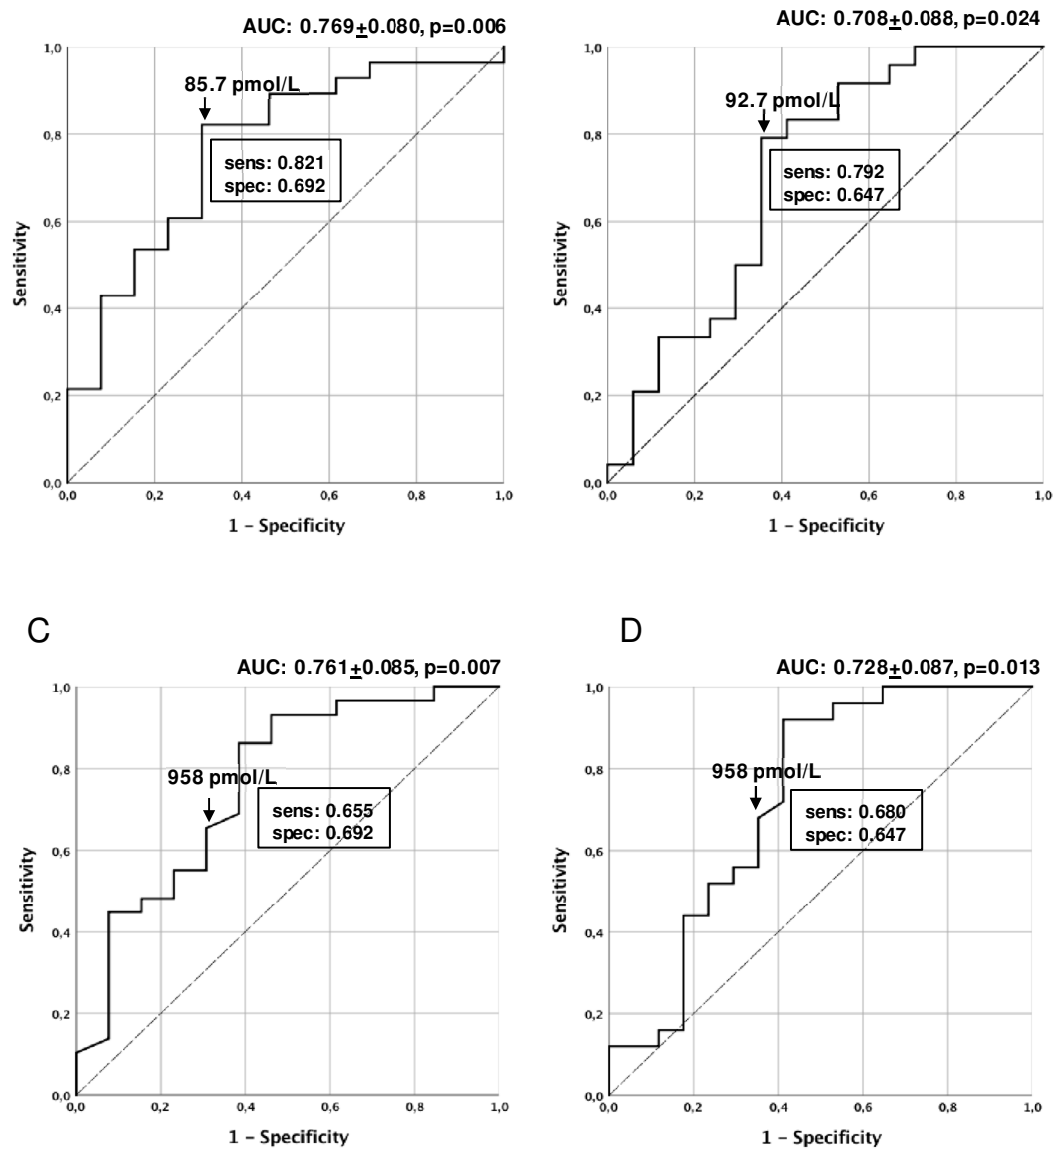 AUC: 0.769±0.080, p=0.006
1,0
85.7 pmol/L
0,8
sens: 0.821
spec: 0.692
0,6
Sensitivity
0,4
0,2
0,0
0,0 0,2 0,4 0,6 0,8 1,0
1 – Specificity
AUC: 0.708±0.088, p=0.024
1,0
92.7 pmol/L
0,8
sens: 0.792
spec: 0.647
0,6
Sensitivity
0,4
0,2
0,0
0,0 0,2 0,4 0,6 0,8 1,0
1 – Specificity
C
AUC: 0.761±0.085, p=0.007
1,0
958 pmol/L
0,8
sens: 0.655
spec: 0.692
0,6
Sensitivity
0,4
0,2
0,0
0,0 0,2 0,4 0,6 0,8 1,0
1 – Specificity
D
AUC: 0.728±0.087, p=0.013
1,0
958 pmol/L
0,8
sens: 0.680
spec: 0.647
0,6
Sensitivity
0,4
0,2
0,0
0,0 0,2 0,4 0,6 0,8 1,0
1 – Specificity